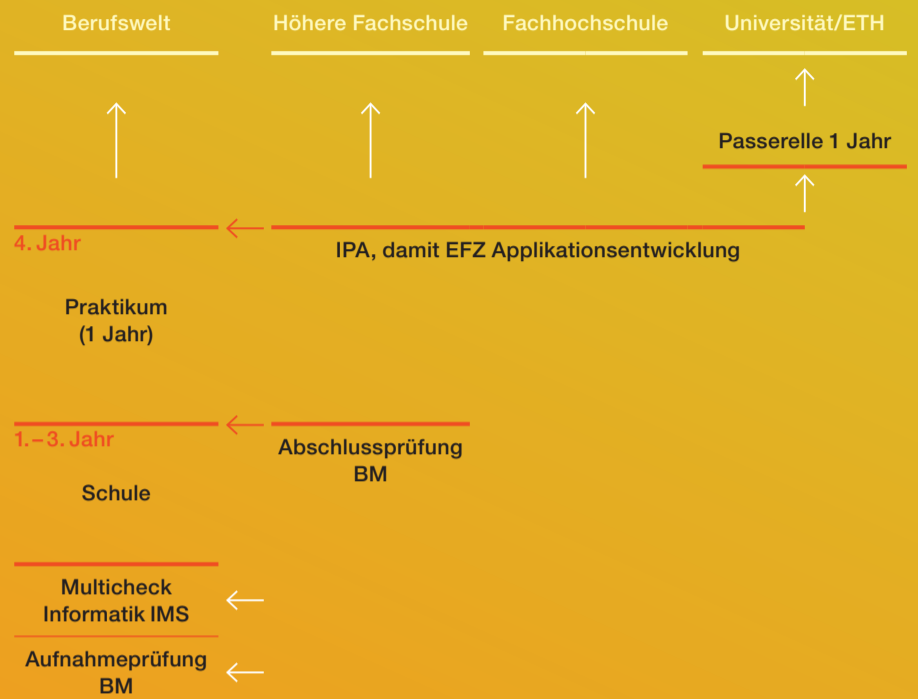 Berufswelt
Höhere Fachschule
Fachhochschule
Universität/ETH
Passerelle 1 Jahr
4. Jahr
IPA, damit EFZ Applikationsentwicklung
Praktikum
(1 Jahr)
1.–3. Jahr
Abschlussprüfung
BM
Schule
Multicheck
Informatik IMS
Aufnahmeprüfung
BM